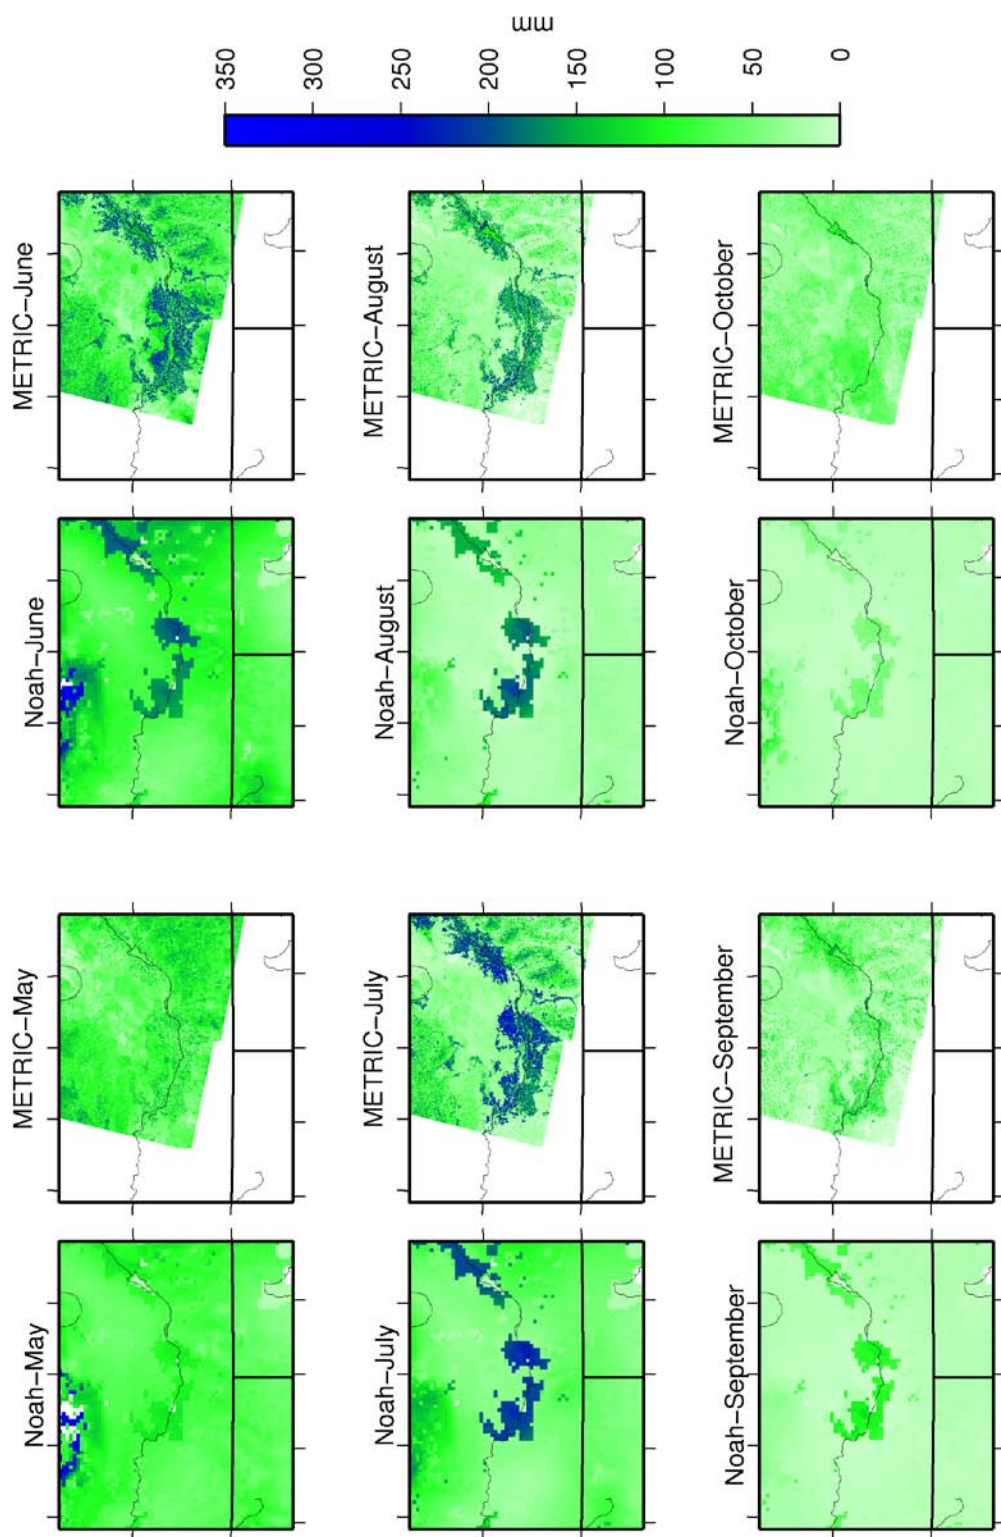 Noah−May
METRIC−May
Noah−June
METRIC−June
Noah−July
METRIC−July
Noah−August
METRIC−August
Noah−September
METRIC−September
Noah−October
METRIC−October
0
50
100
150
200
250
300
350
mm